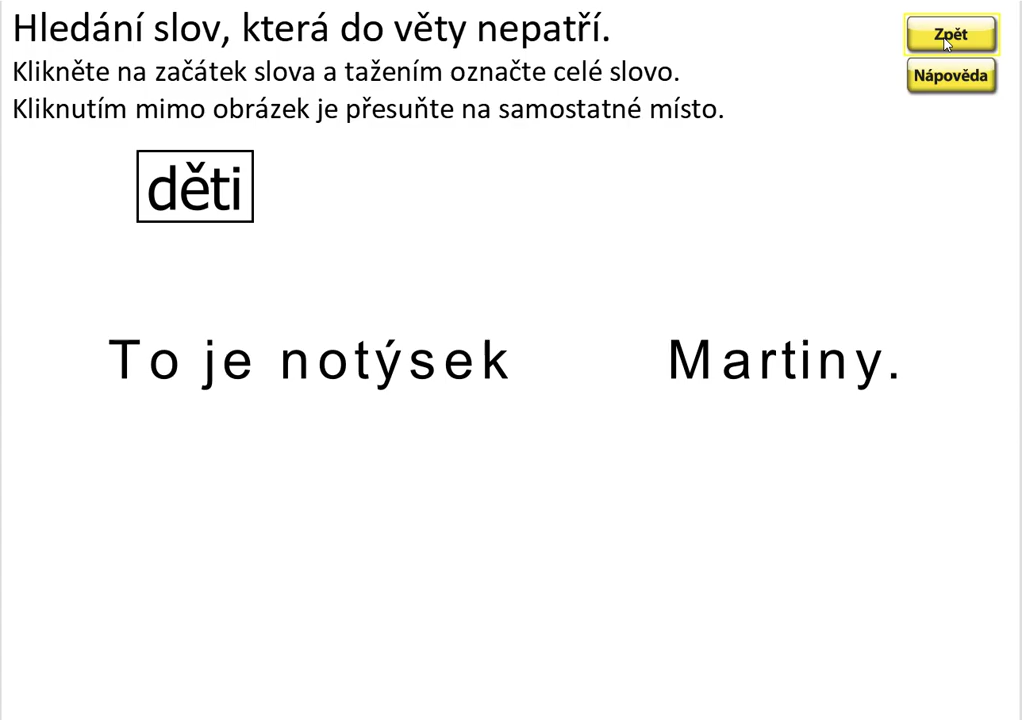 Hledání slov, která do věty nepatří.
Zpět
Klikněte na začátek slova a tažením označte celé slovo.
Nápověda
Kliknutím mimo obrázek je přesuňte na samostatné místo.
děti
To je notýsek Martiny.